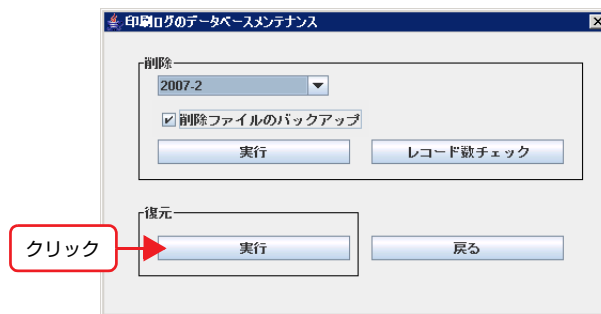 印刷ログのデータベースメンテナンス
削除
2007-2
削除ファイルのバックアップ
実行
レコード数チェック
復元
クリック
実行
戻る